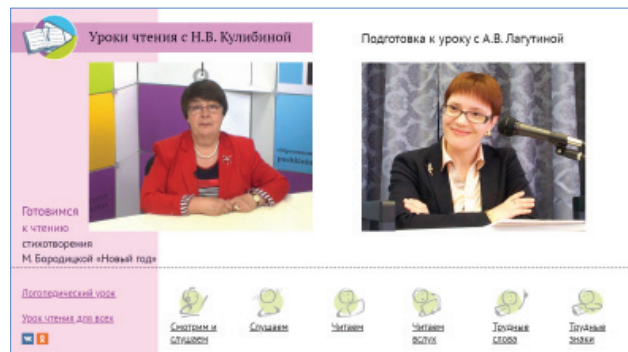 Уроки чтения с Н.В. Кулибиной
Подготовка к уроку с А.В. Лагутиной
Готовимся
к чтению
стихотворения
М. Бородицкой «Новый год»
Логопедический урок
Урок чтения для всех
Смотрим и
слушаем
Слушаем
Читаем
Читаем
вслух
Трудные
слова
Трудные
знаки